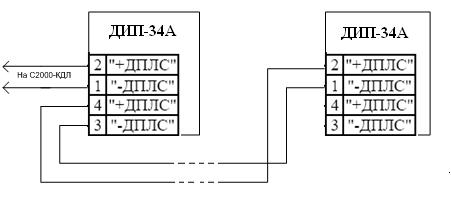 ДИП-34А
ДИП-34А
На С2000-КДЛ
2 "+ДПЛС"
1 "-ДПЛС"
4 "+ДПЛС"
3 "-ДПЛС"
2 "+ДПЛС"
1 "-ДПЛС"
4 "+ДПЛС"
3 "-ДПЛС"